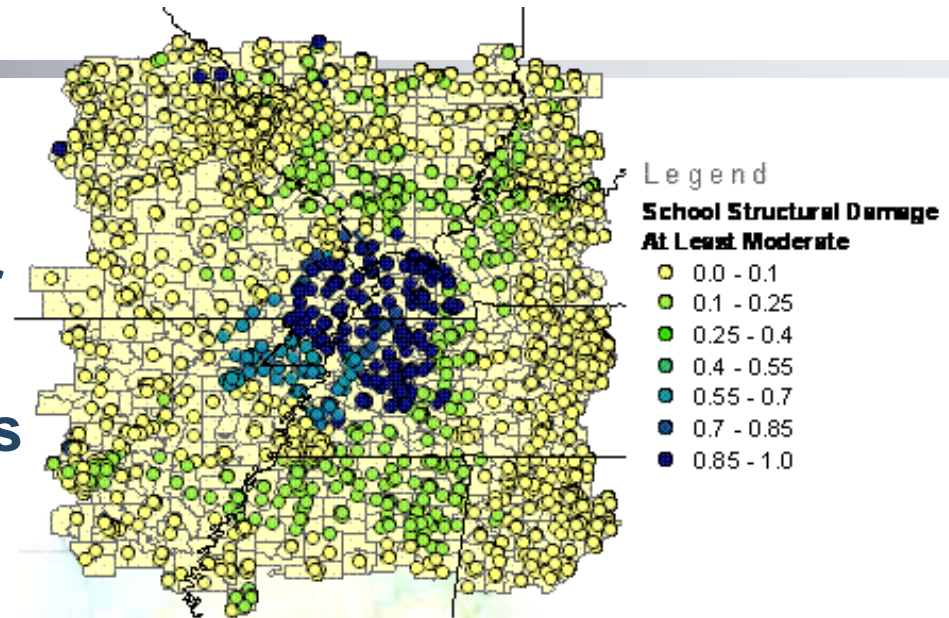 Legend
School Structural Damage
At Least Moderate
0.0 - 0.1
0.1 - 0.25
0.25 - 0.4
0.4 - 0.55
0.55 - 0.7
0.7 - 0.85
0.85 - 1.0
s